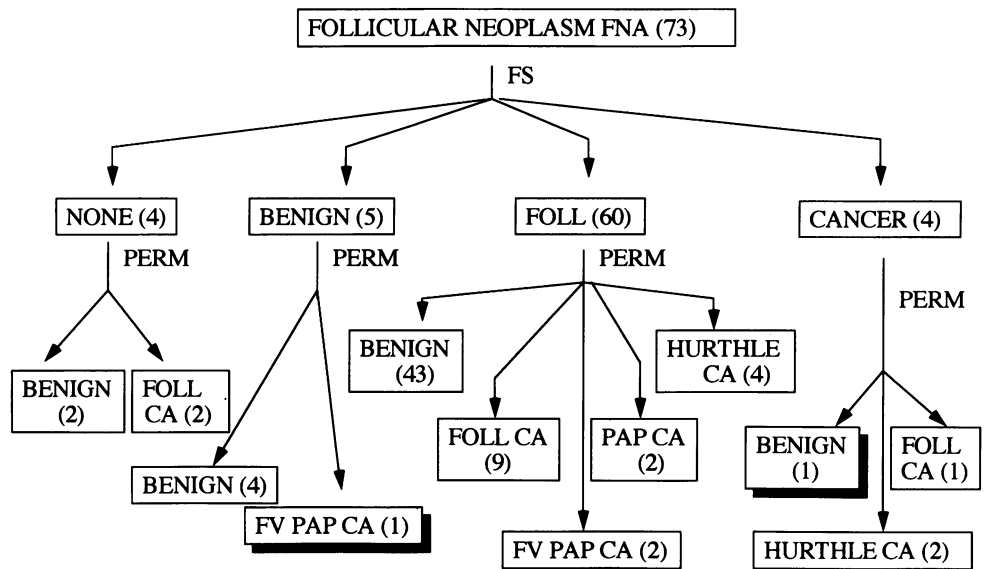 FOLLICULAR NEOPLASM FNA (73)
FS
NONE (4)
BENIGN (5)
FOLL (60)
CANCER (4)
PERM
PERM
PERM
PERM
BENIGN
(2)
FOLL
CA (2)
BENIGN (4)
FV PAP CA (1)
BENIGN
(43)
FOLL CA
(9)
FV PAP CA (2)
PAP CA
(2)
HURTHLE
CA (4)
BENIGN
(1)
HURTHLE CA (2)
FOLL
CA (1)